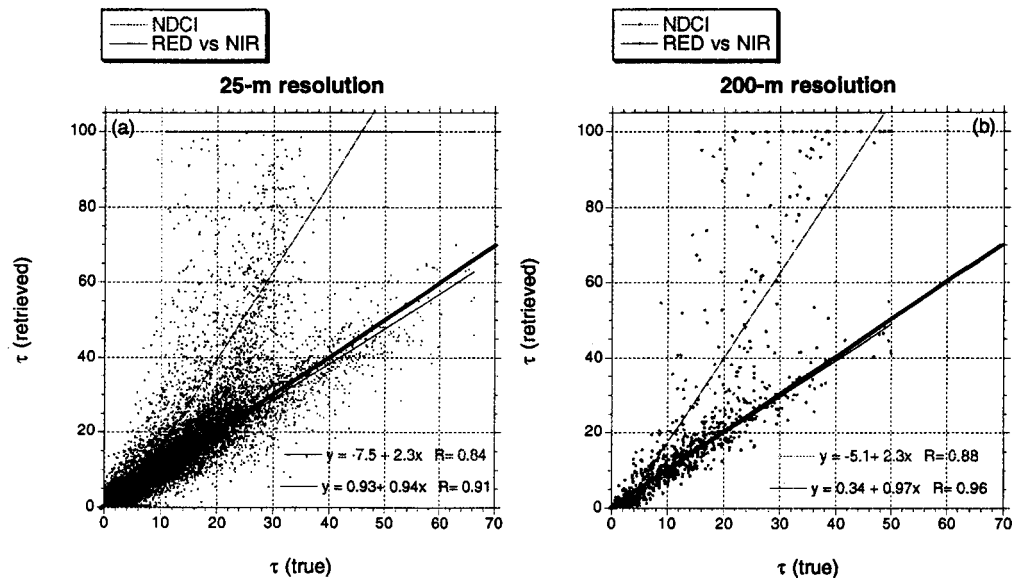 NDCI
RED vs NIR
25-m resolution
(a)
100
80
60
40
20
0
τ (retrieved)
y = -7.5 + 2.3x R= 0.84
y = 0.93+ 0.94x R= 0.91
0 10 20 30 40 50 60 70
τ (true)
NDCI
RED vs NIR
200-m resolution
(b)
100
80
60
40
20
0
τ (retrieved)
y = -5.1+ 2.3x R= 0.88
y = 0.34 + 0.97x R= 0.96
0 10 20 30 40 50 60 70
τ (true)